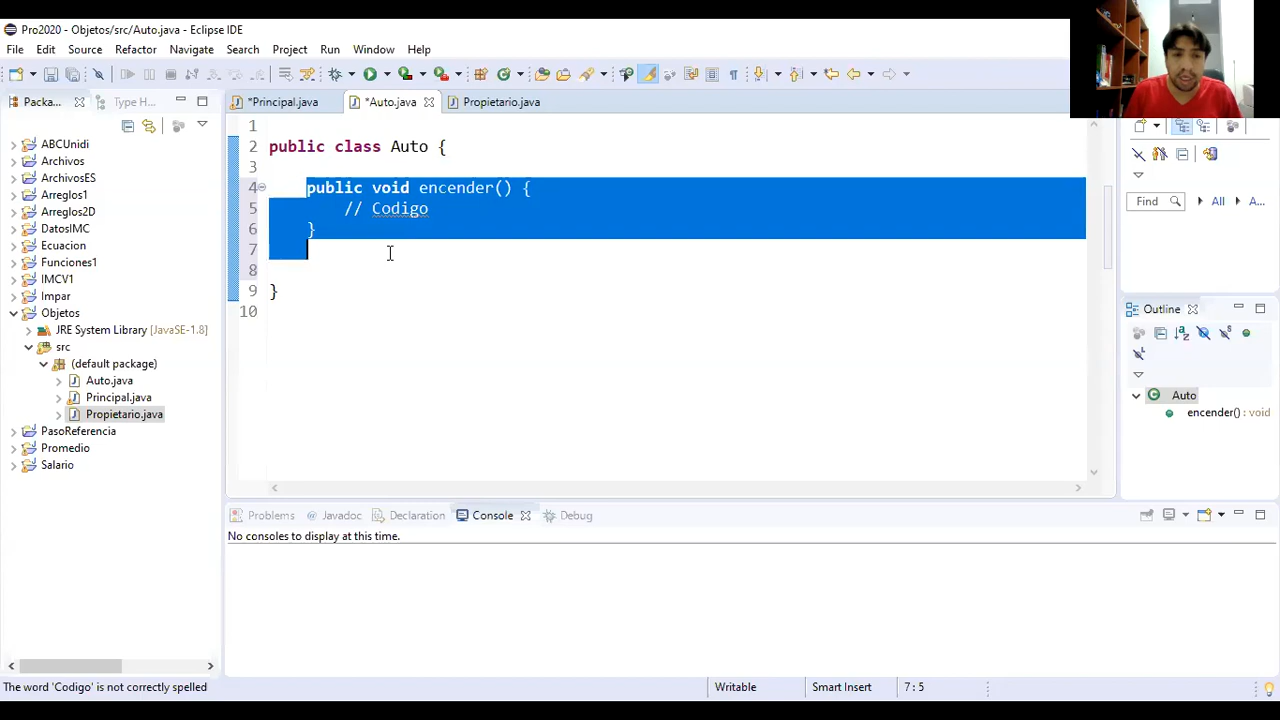 Pro2020 - Objetos/src/Auto.java - Eclipse IDE
File Edit Source Refactor Navigate Search Project Run Window Help
Packa... Type H...
*Principal.java *Auto.java Propietario.java
ABCUnidi
Archivos
ArchivosES
Arreglos1
Arreglos2D
DatosIMC
Ecuacion
Funciones1
IMCV1
Impar
Objetos
JRE System Library [JavaSE-1.8]
src
(default package)
Auto.java
Principal.java
Propietario.java
PasoReferencia
Promedio
Salario
1
2 public class Auto {
3
4 public void encender() {
5 // Codigo
6 }
7
8
9 }
10
Find All A...
Outline
Auto
encender() : void
Problems Javadoc Declaration Console Debug
No consoles to display at this time.
The word 'Codigo' is not correctly spelled Writable Smart Insert 7 : 5